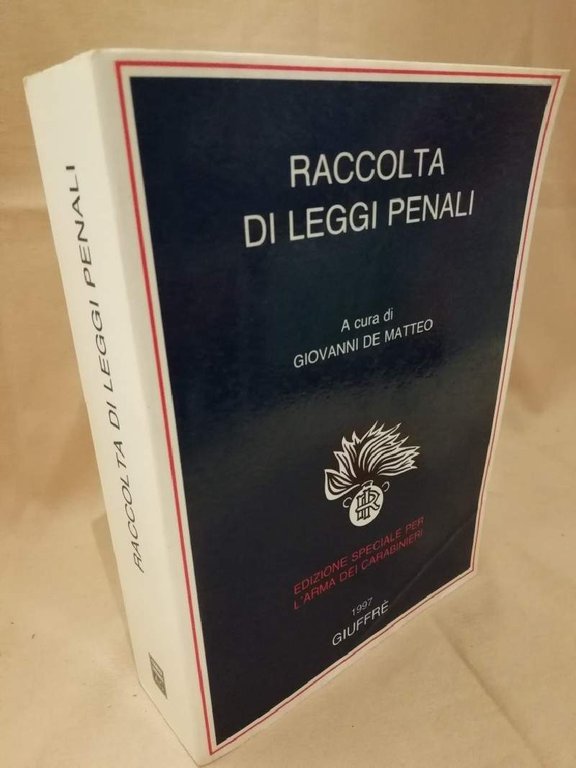 RACCOLTA DI LEGGI PENALI
RACCOLTA
DI LEGGI PENALI
A cura di
GIOVANNI DE MATTEO
RI
EDIZIONE SPECIALE PER
L'ARMA DEI CARABINIERI
1997
GIUFFRÈ